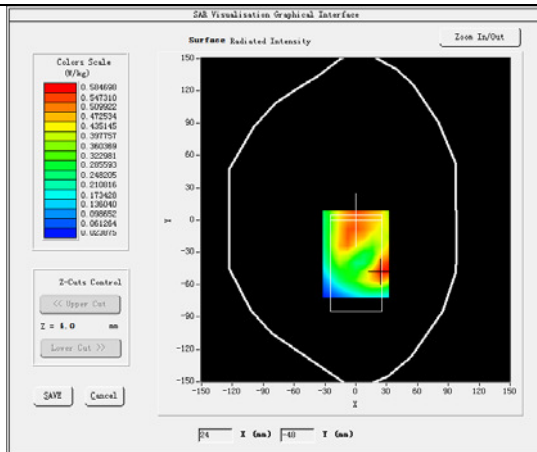 SAR Visualisation Graphical Interface
Surface Radiated Intensity
Zoom In/Out
Colors Scale
(W/kg)
0.584698
0.547310
0.509922
0.472534
0.435145
0.397757
0.360369
0.322981
0.285593
0.248205
0.210816
0.173428
0.136040
0.098652
0.061264
0.023875
150
120
90
60
30
0
-30
-60
-90
-120
-150
Y
-150 -120 -90 -60 -30 0 30 60 90 120 150
X
Z-Cuts Control
<< Upper Cut
Z = 4.0 mm
Lower Cut >>
SAVE Cancel
24 X (mm) -48 Y (mm)